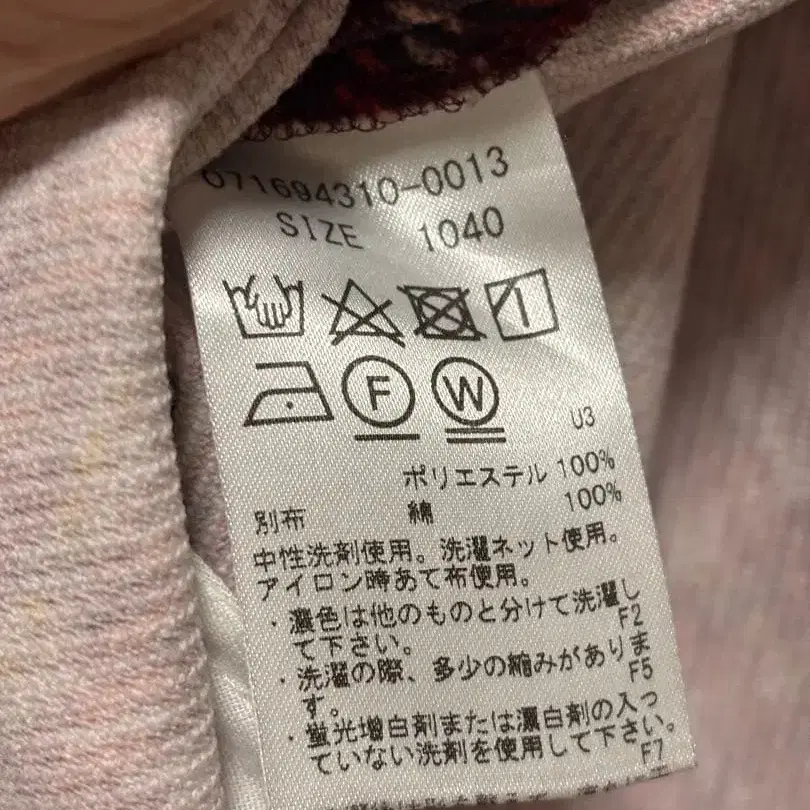 071694310-0013
SIZE 1040
F W
U3
ポリエステル 100%
別布 綿 100%
中性洗剤使用。洗濯ネット使用。
アイロン時あて布使用。
・濃色は他のものと分けて洗濯し
て下さい。 F2
・洗濯の際、多少の縮みがありま
す。 F5
・蛍光増白剤または漂白剤の入っ
ていない洗剤を使用して下さい。
F7